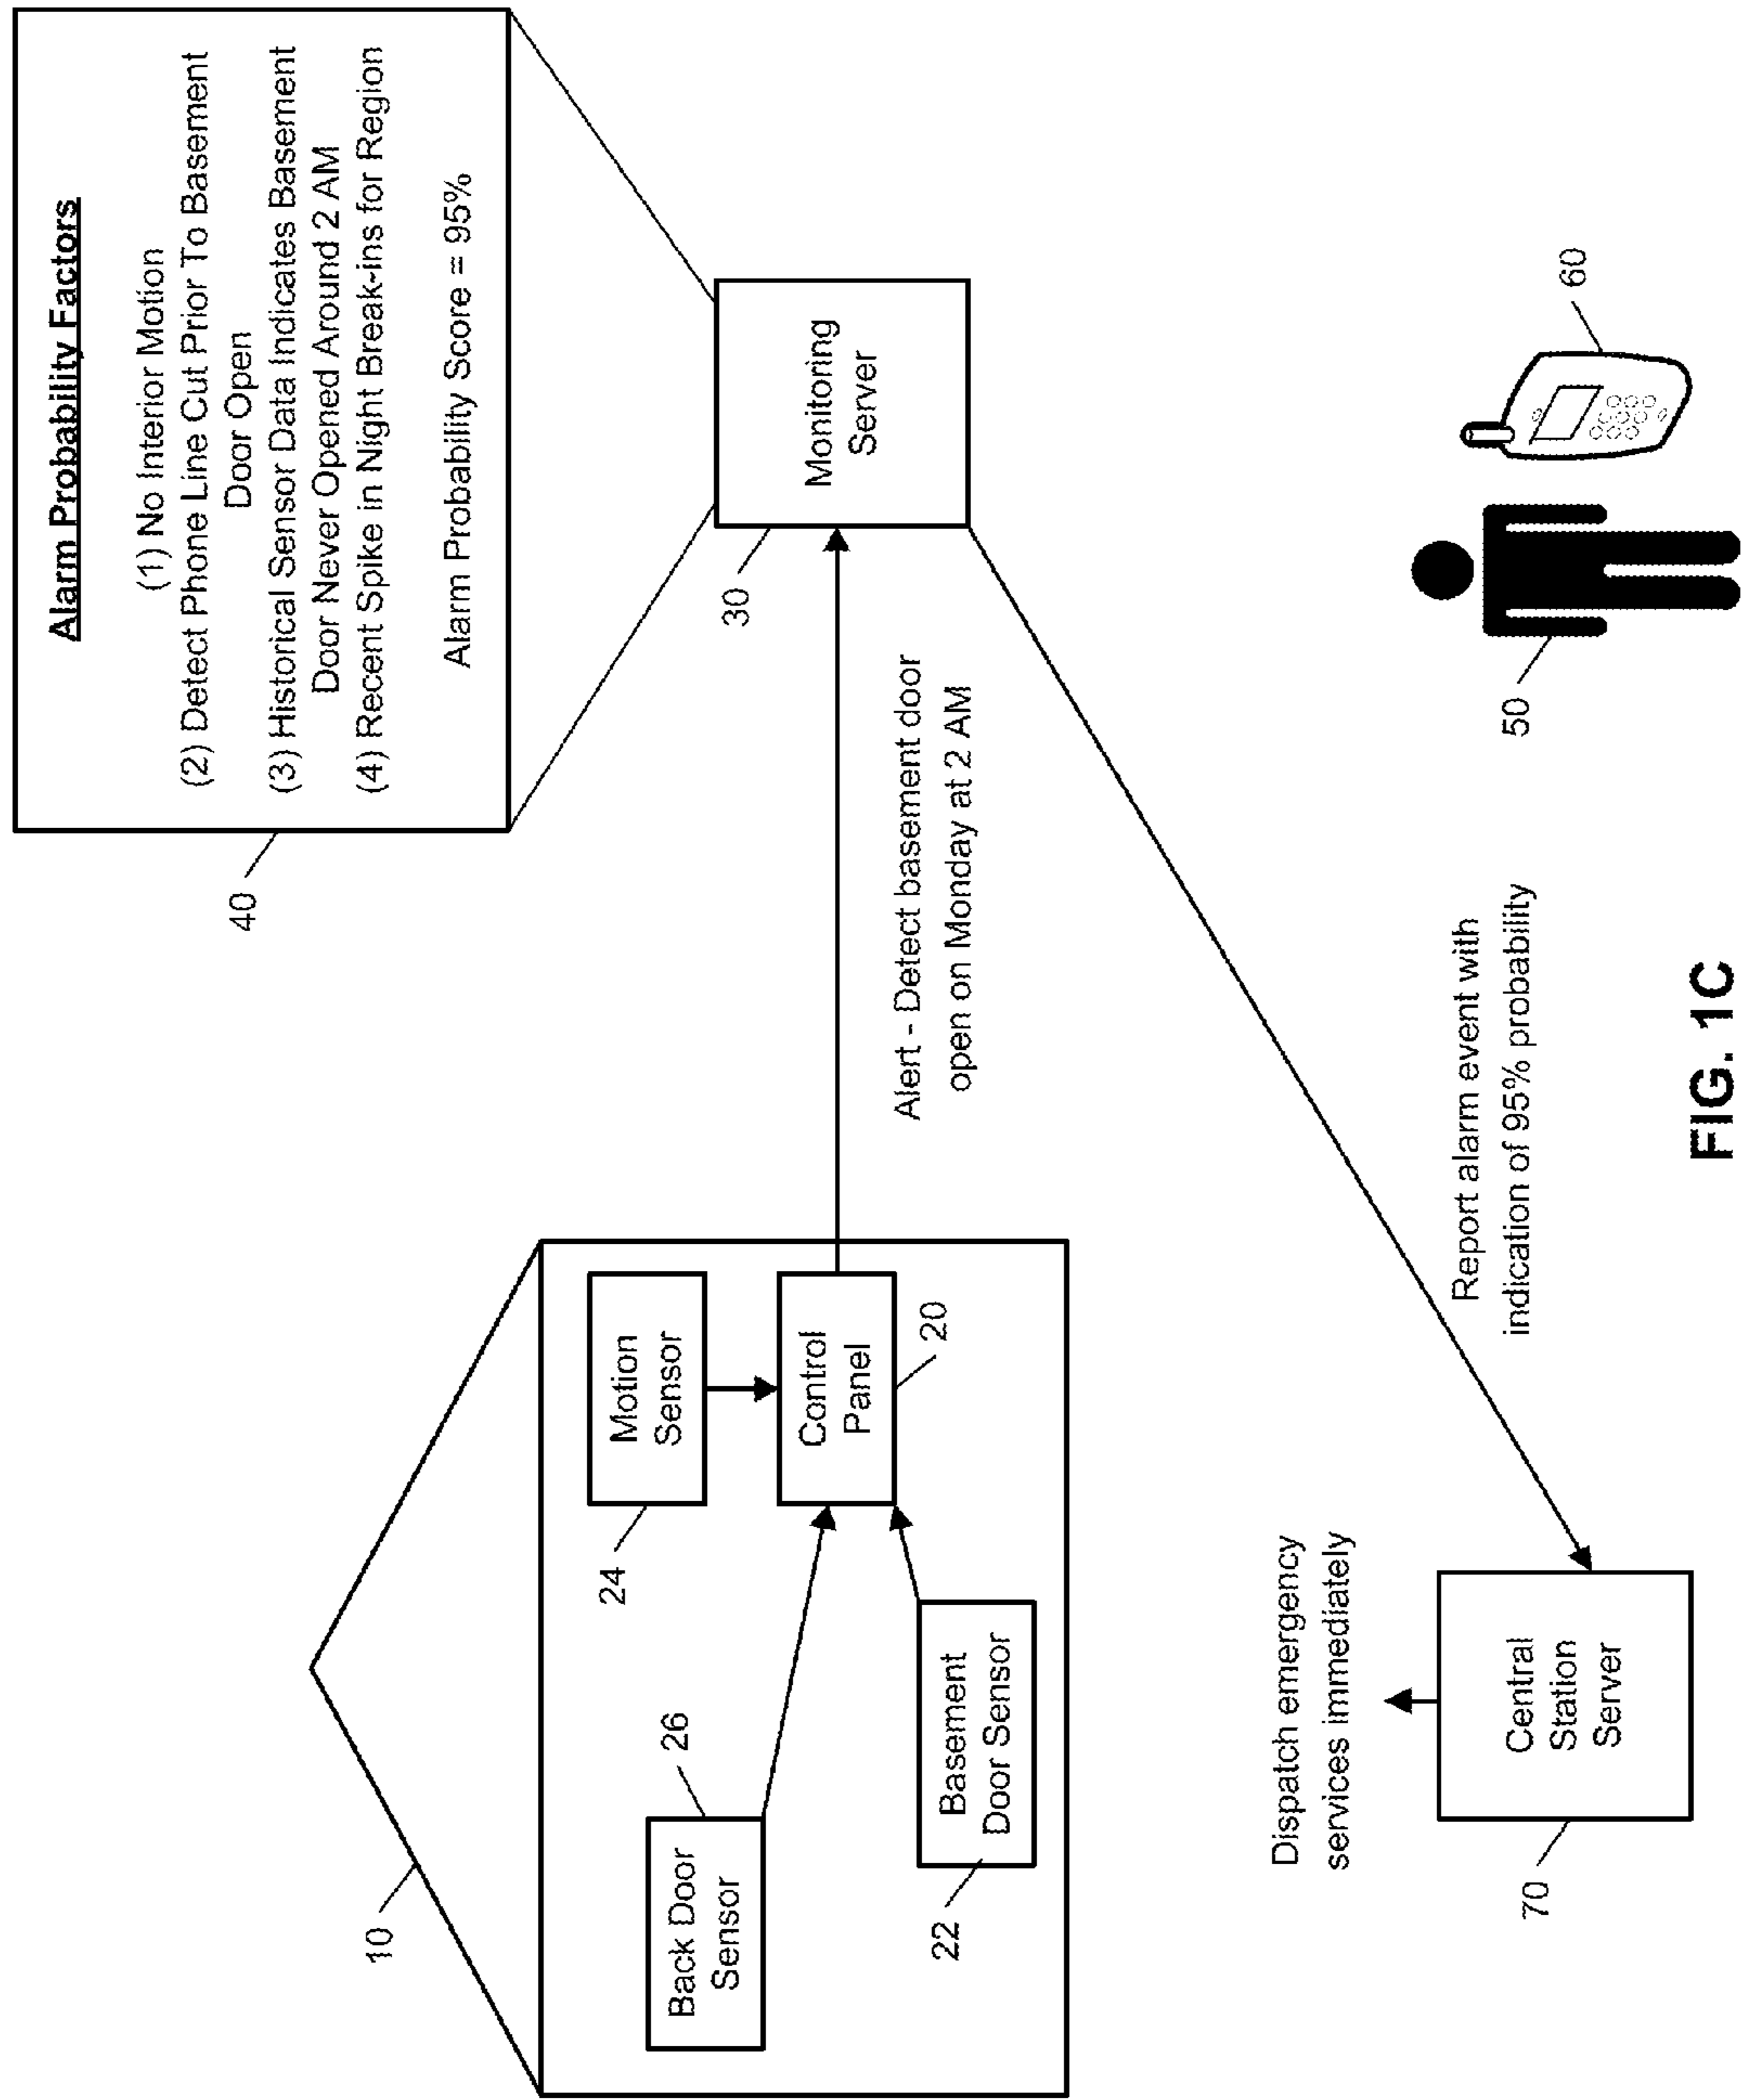 Alarm Probability Factors
(1) No Interior Motion
(2) Detect Phone Line Cut Prior To Basement
Door Open
(3) Historical Sensor Data Indicates Basement
Door Never Opened Around 2 AM
(4) Recent Spike in Night Break-ins for Region
Alarm Probability Score = 95%
40
10
Motion
Sensor
24
Back Door
Sensor
26
Control
Panel
20
Basement
Door Sensor
22
Monitoring
Server
30
Alert - Detect basement door
open on Monday at 2 AM
Dispatch emergency
services immediately
Central
Station
Server
70
Report alarm event with
indication of 95% probability
50
60
FIG. 1C